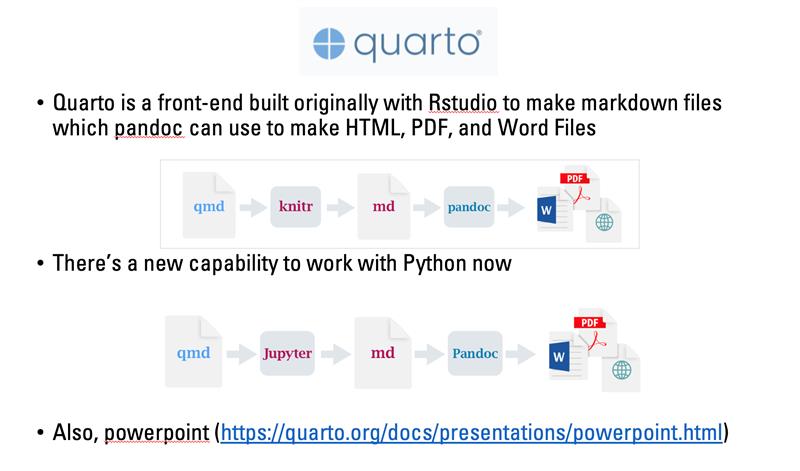 quarto®
• Quarto is a front-end built originally with Rstudio to make markdown files
which pandoc can use to make HTML, PDF, and Word Files
PDF
qmd knitr md pandoc W
• There's a new capability to work with Python now
PDF
qmd Jupyter md Pandoc W
• Also, powerpoint (https://quarto.org/docs/presentations/powerpoint.html)